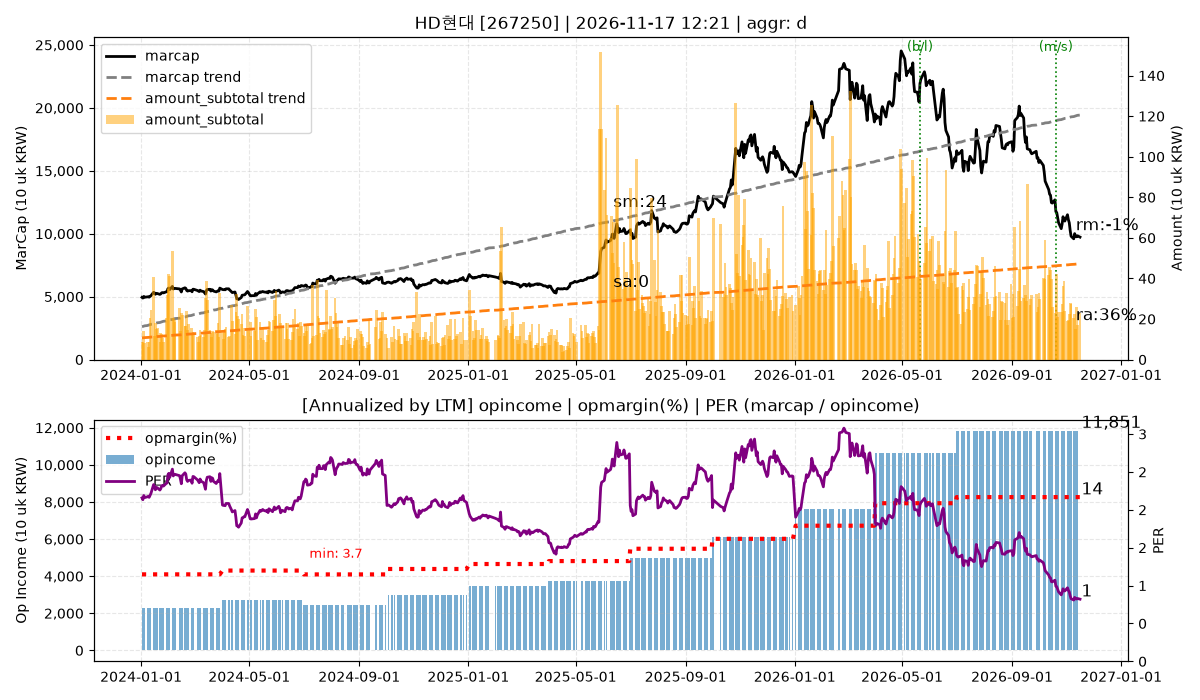 HD현대 [267250] | 2026-11-17 12:21 | aggr: d
25,000
20,000
15,000
10,000
5,000
0
MarCap (10 uk KRW)
marcap
marcap trend
amount_subtotal trend
amount_subtotal
(b/l)
(m/s)
sm:24
sa:0
rm:-1%
ra:36%
140
120
100
80
60
40
20
0
Amount (10 uk KRW)
2024-01-01
2024-05-01
2024-09-01
2025-01-01
2025-05-01
2025-09-01
2026-01-01
2026-05-01
2026-09-01
2027-01-01
[Annualized by LTM] opincome | opmargin(%) | PER (marcap / opincome)
12,000
10,000
8,000
6,000
4,000
2,000
0
Op Income (10 uk KRW)
opmargin(%)
opincome
PER
min: 3.7
11,851
14
1
3
2
2
2
1
0
0
PER
2024-01-01
2024-05-01
2024-09-01
2025-01-01
2025-05-01
2025-09-01
2026-01-01
2026-05-01
2026-09-01
2027-01-01